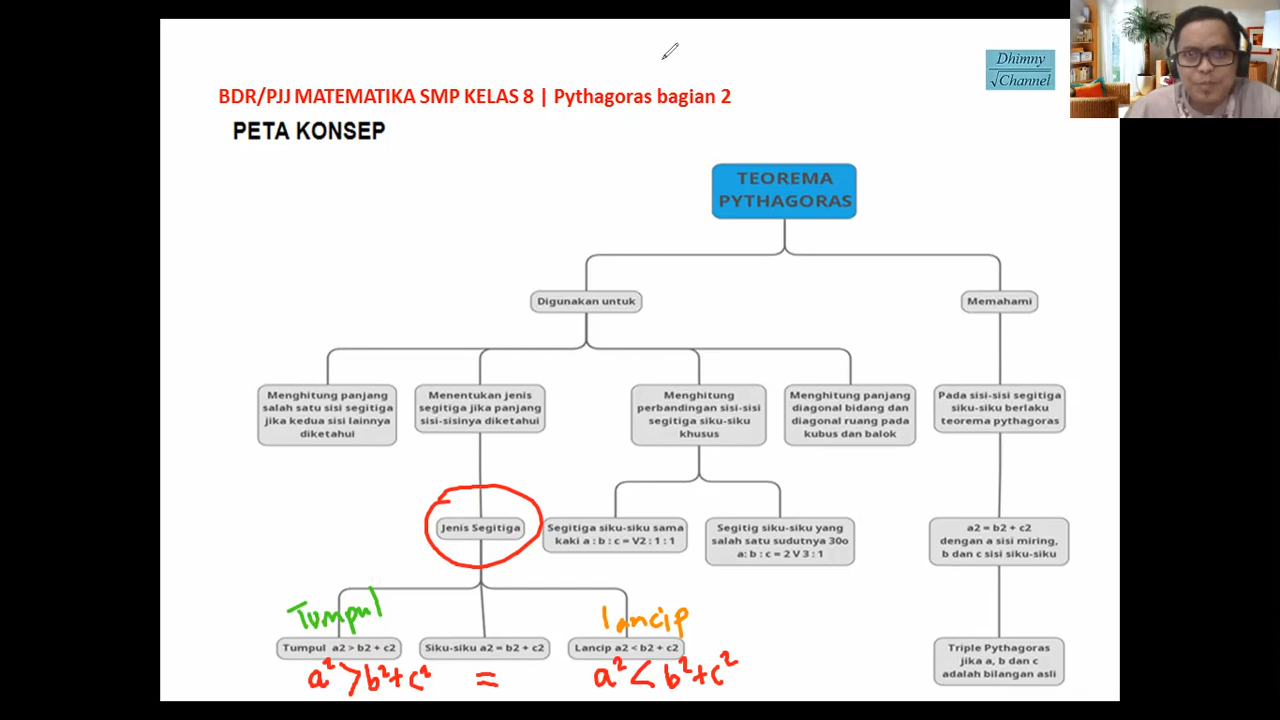 Dhimny
√Channel
BDR/PJJ MATEMATIKA SMP KELAS 8 | Pythagoras bagian 2
PETA KONSEP
TEOREMA
PYTHAGORAS
Digunakan untuk
Memahami
Menghitung panjang
salah satu sisi segitiga
jika kedua sisi lainnya
diketahui
Menentukan jenis
segitiga jika panjang
sisi-sisinya diketahui
Menghitung
perbandingan sisi-sisi
segitiga siku-siku
khusus
Menghitung panjang
diagonal bidang dan
diagonal ruang pada
kubus dan balok
Pada sisi-sisi segitiga
siku-siku berlaku
teorema pythagoras
Jenis Segitiga
Segitiga siku-siku sama
kaki a : b : c = V2 : 1 : 1
Segitig siku-siku yang
salah satu sudutnya 30o
a: b : c = 2 V 3 : 1
a2 = b2 + c2
dengan a sisi miring,
b dan c sisi siku-siku
Tumpul
lancip
Tumpul a2 > b2 + c2
Siku-siku a2 = b2 + c2
Lancip a2 < b2 + c2
Triple Pythagoras
jika a, b dan c
adalah bilangan asli
a² > b² + c²
=
a² < b² + c²